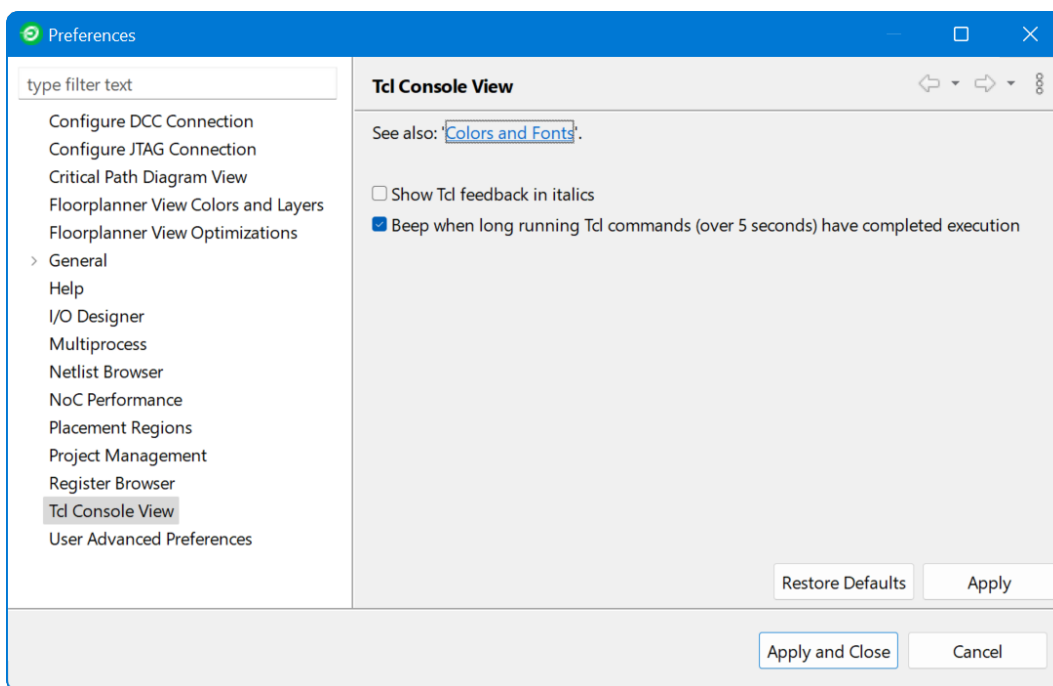 Preferences
type filter text
Configure DCC Connection
Configure JTAG Connection
Critical Path Diagram View
Floorplanner View Colors and Layers
Floorplanner View Optimizations
General
Help
I/O Designer
Multiprocess
Netlist Browser
NoC Performance
Placement Regions
Project Management
Register Browser
Tcl Console View
User Advanced Preferences
Tcl Console View
See also: 'Colors and Fonts'.
Show Tcl feedback in italics
Beep when long running Tcl commands (over 5 seconds) have completed execution
Restore Defaults
Apply
Apply and Close
Cancel